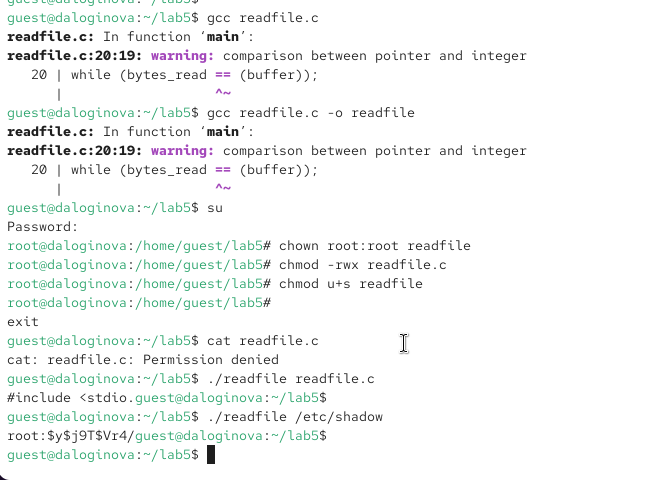 guest@daloginova:~/lab5$ gcc readfile.c
readfile.c: In function ‘main’:
readfile.c:20:19: warning: comparison between pointer and integer
   20 | while (bytes_read == (buffer));
      |                   ^~
guest@daloginova:~/lab5$ gcc readfile.c -o readfile
readfile.c: In function ‘main’:
readfile.c:20:19: warning: comparison between pointer and integer
   20 | while (bytes_read == (buffer));
      |                   ^~
guest@daloginova:~/lab5$ su
Password:
root@daloginova:/home/guest/lab5# chown root:root readfile
root@daloginova:/home/guest/lab5# chmod -rwx readfile.c
root@daloginova:/home/guest/lab5# chmod u+s readfile
root@daloginova:/home/guest/lab5#
exit
guest@daloginova:~/lab5$ cat readfile.c
cat: readfile.c: Permission denied
guest@daloginova:~/lab5$ ./readfile readfile.c
#include <stdio.guest@daloginova:~/lab5$
guest@daloginova:~/lab5$ ./readfile /etc/shadow
root:$y$j9T$Vr4/guest@daloginova:~/lab5$
guest@daloginova:~/lab5$